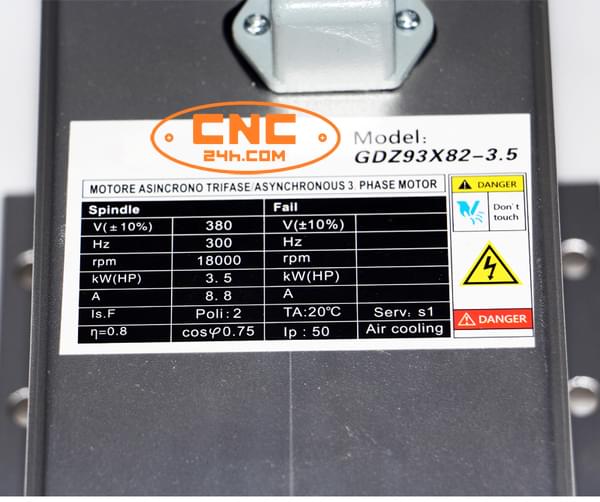 CNC
24H.COM
Model:
GDZ93X82-3.5
MOTORE ASINCRONO TRIFASE/ASYNCHRONOUS 3 PHASE MOTOR
Spindle Fail
V(±10%) 380 V(±10%)
Hz 300 Hz
rpm 18000 rpm
kW(HP) 3.5 kW(HP)
A 8.8 A
Is.F Poli:2 TA:20℃ Serv: s1
η=0.8 cosφ0.75 Ip:50 Air cooling
DANGER
Don't
touch
DANGER